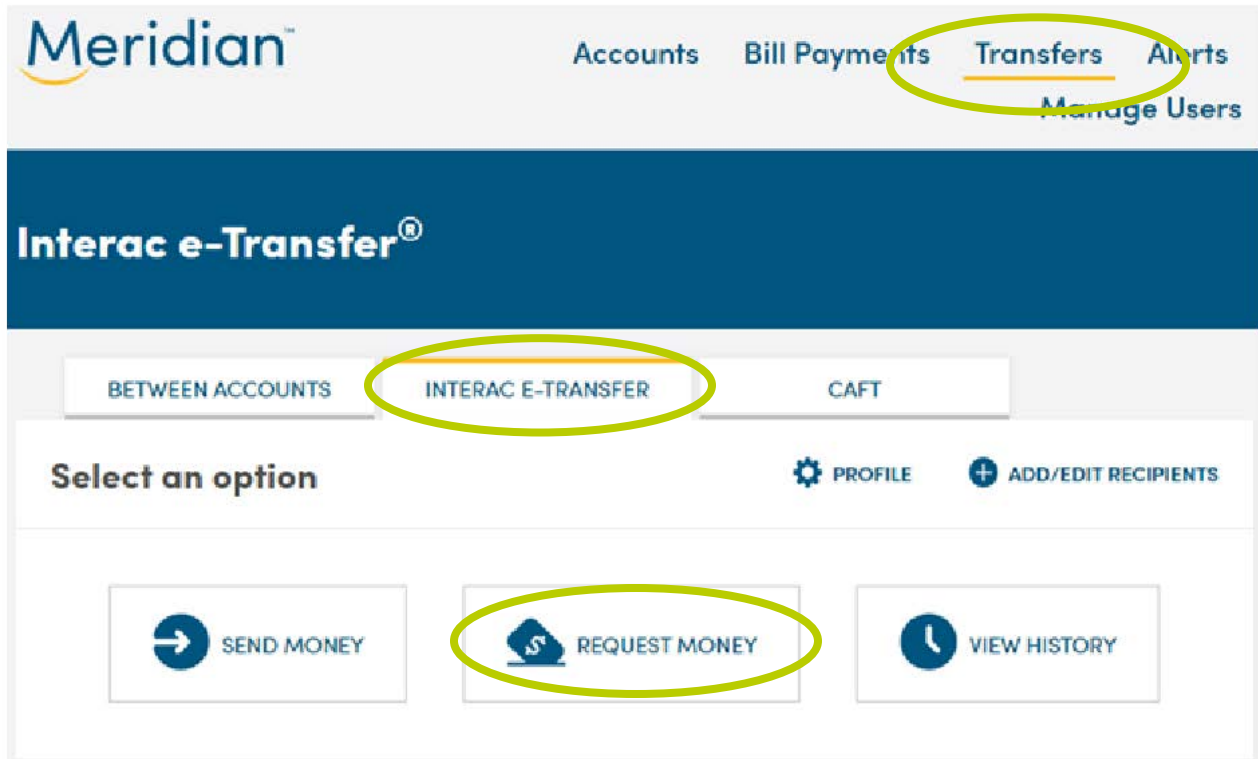 Meridian™
Accounts Bill Payments Transfers Alerts
Manage Users
Interac e-Transfer®
BETWEEN ACCOUNTS INTERAC E-TRANSFER CAFT
Select an option PROFILE ADD/EDIT RECIPIENTS
SEND MONEY $ REQUEST MONEY VIEW HISTORY